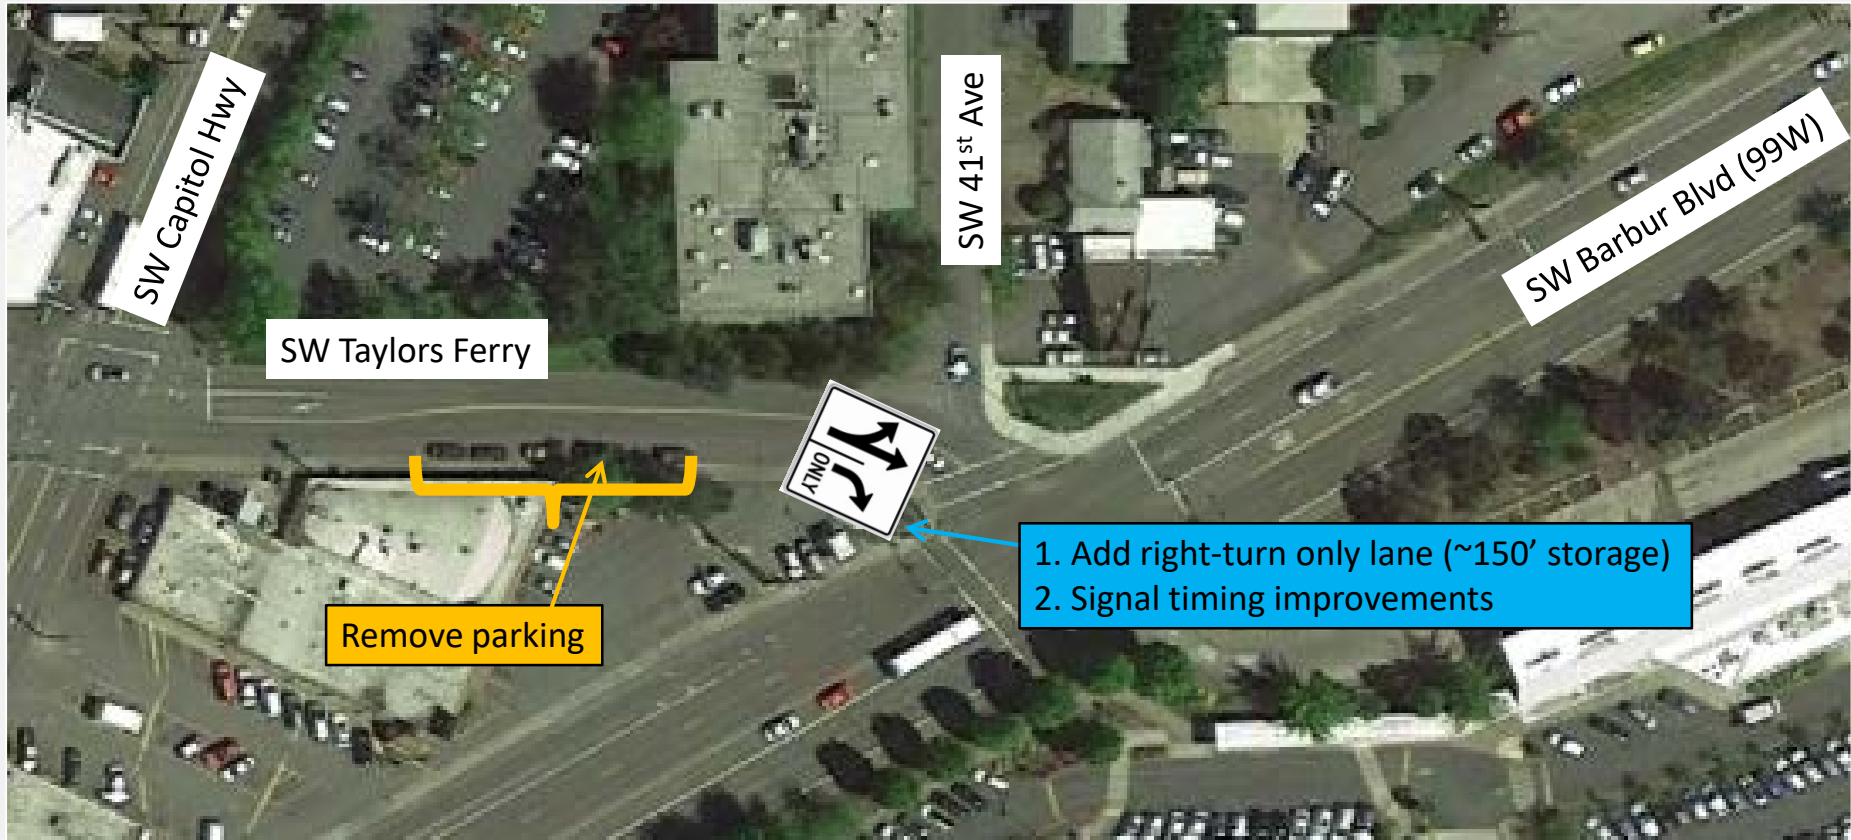 SW Capitol Hwy
SW 41st Ave
SW Barbur Blvd (99W)
SW Taylors Ferry
ONLY
1. Add right-turn only lane (~150’ storage)
2. Signal timing improvements
Remove parking